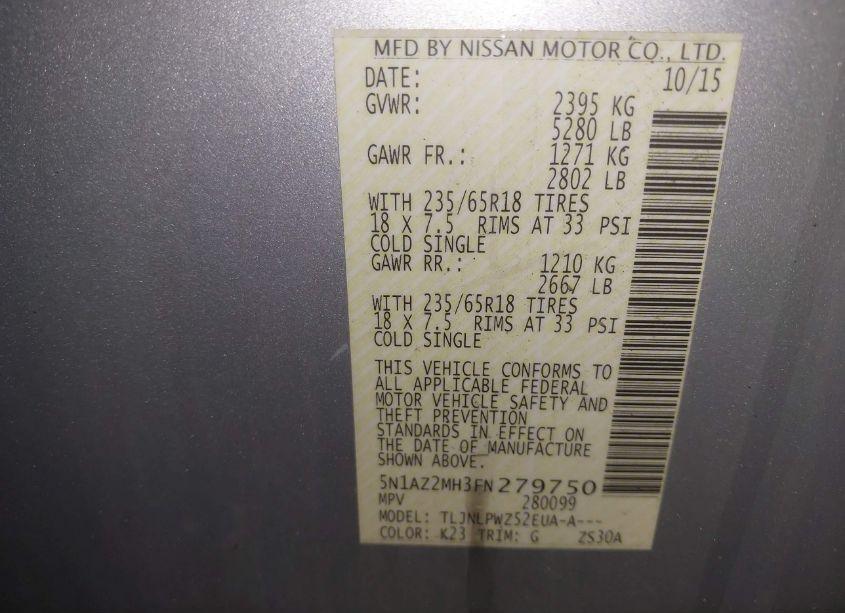 MFD BY NISSAN MOTOR CO., LTD.
DATE: 10/15
GVWR: 2395 KG
5280 LB
GAWR FR.: 1271 KG
2802 LB
WITH 235/65R18 TIRES
18 X 7.5 RIMS AT 33 PSI
COLD SINGLE
GAWR RR.: 1210 KG
2667 LB
WITH 235/65R18 TIRES
18 X 7.5 RIMS AT 33 PSI
COLD SINGLE
THIS VEHICLE CONFORMS TO
ALL APPLICABLE FEDERAL
MOTOR VEHICLE SAFETY AND
THEFT PREVENTION
STANDARDS IN EFFECT ON
THE DATE OF MANUFACTURE
SHOWN ABOVE.
5N1AZ2MH3FN279750
MPV 280099
MODEL: TLJNLPWZ52EUA-A---
COLOR: K23 TRIM: G ZS30A